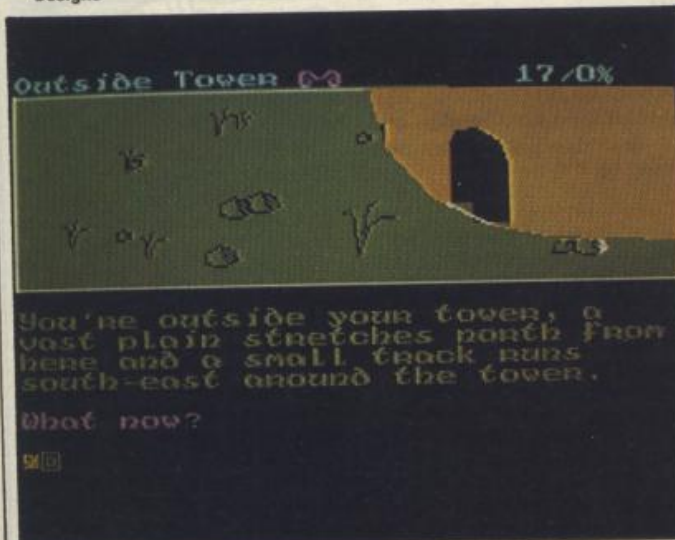 Designs
Outside Tower 17/0%
You're outside your tower, a
vast plain stretches north from
here and a small track runs
south-east around the tower.
What now?